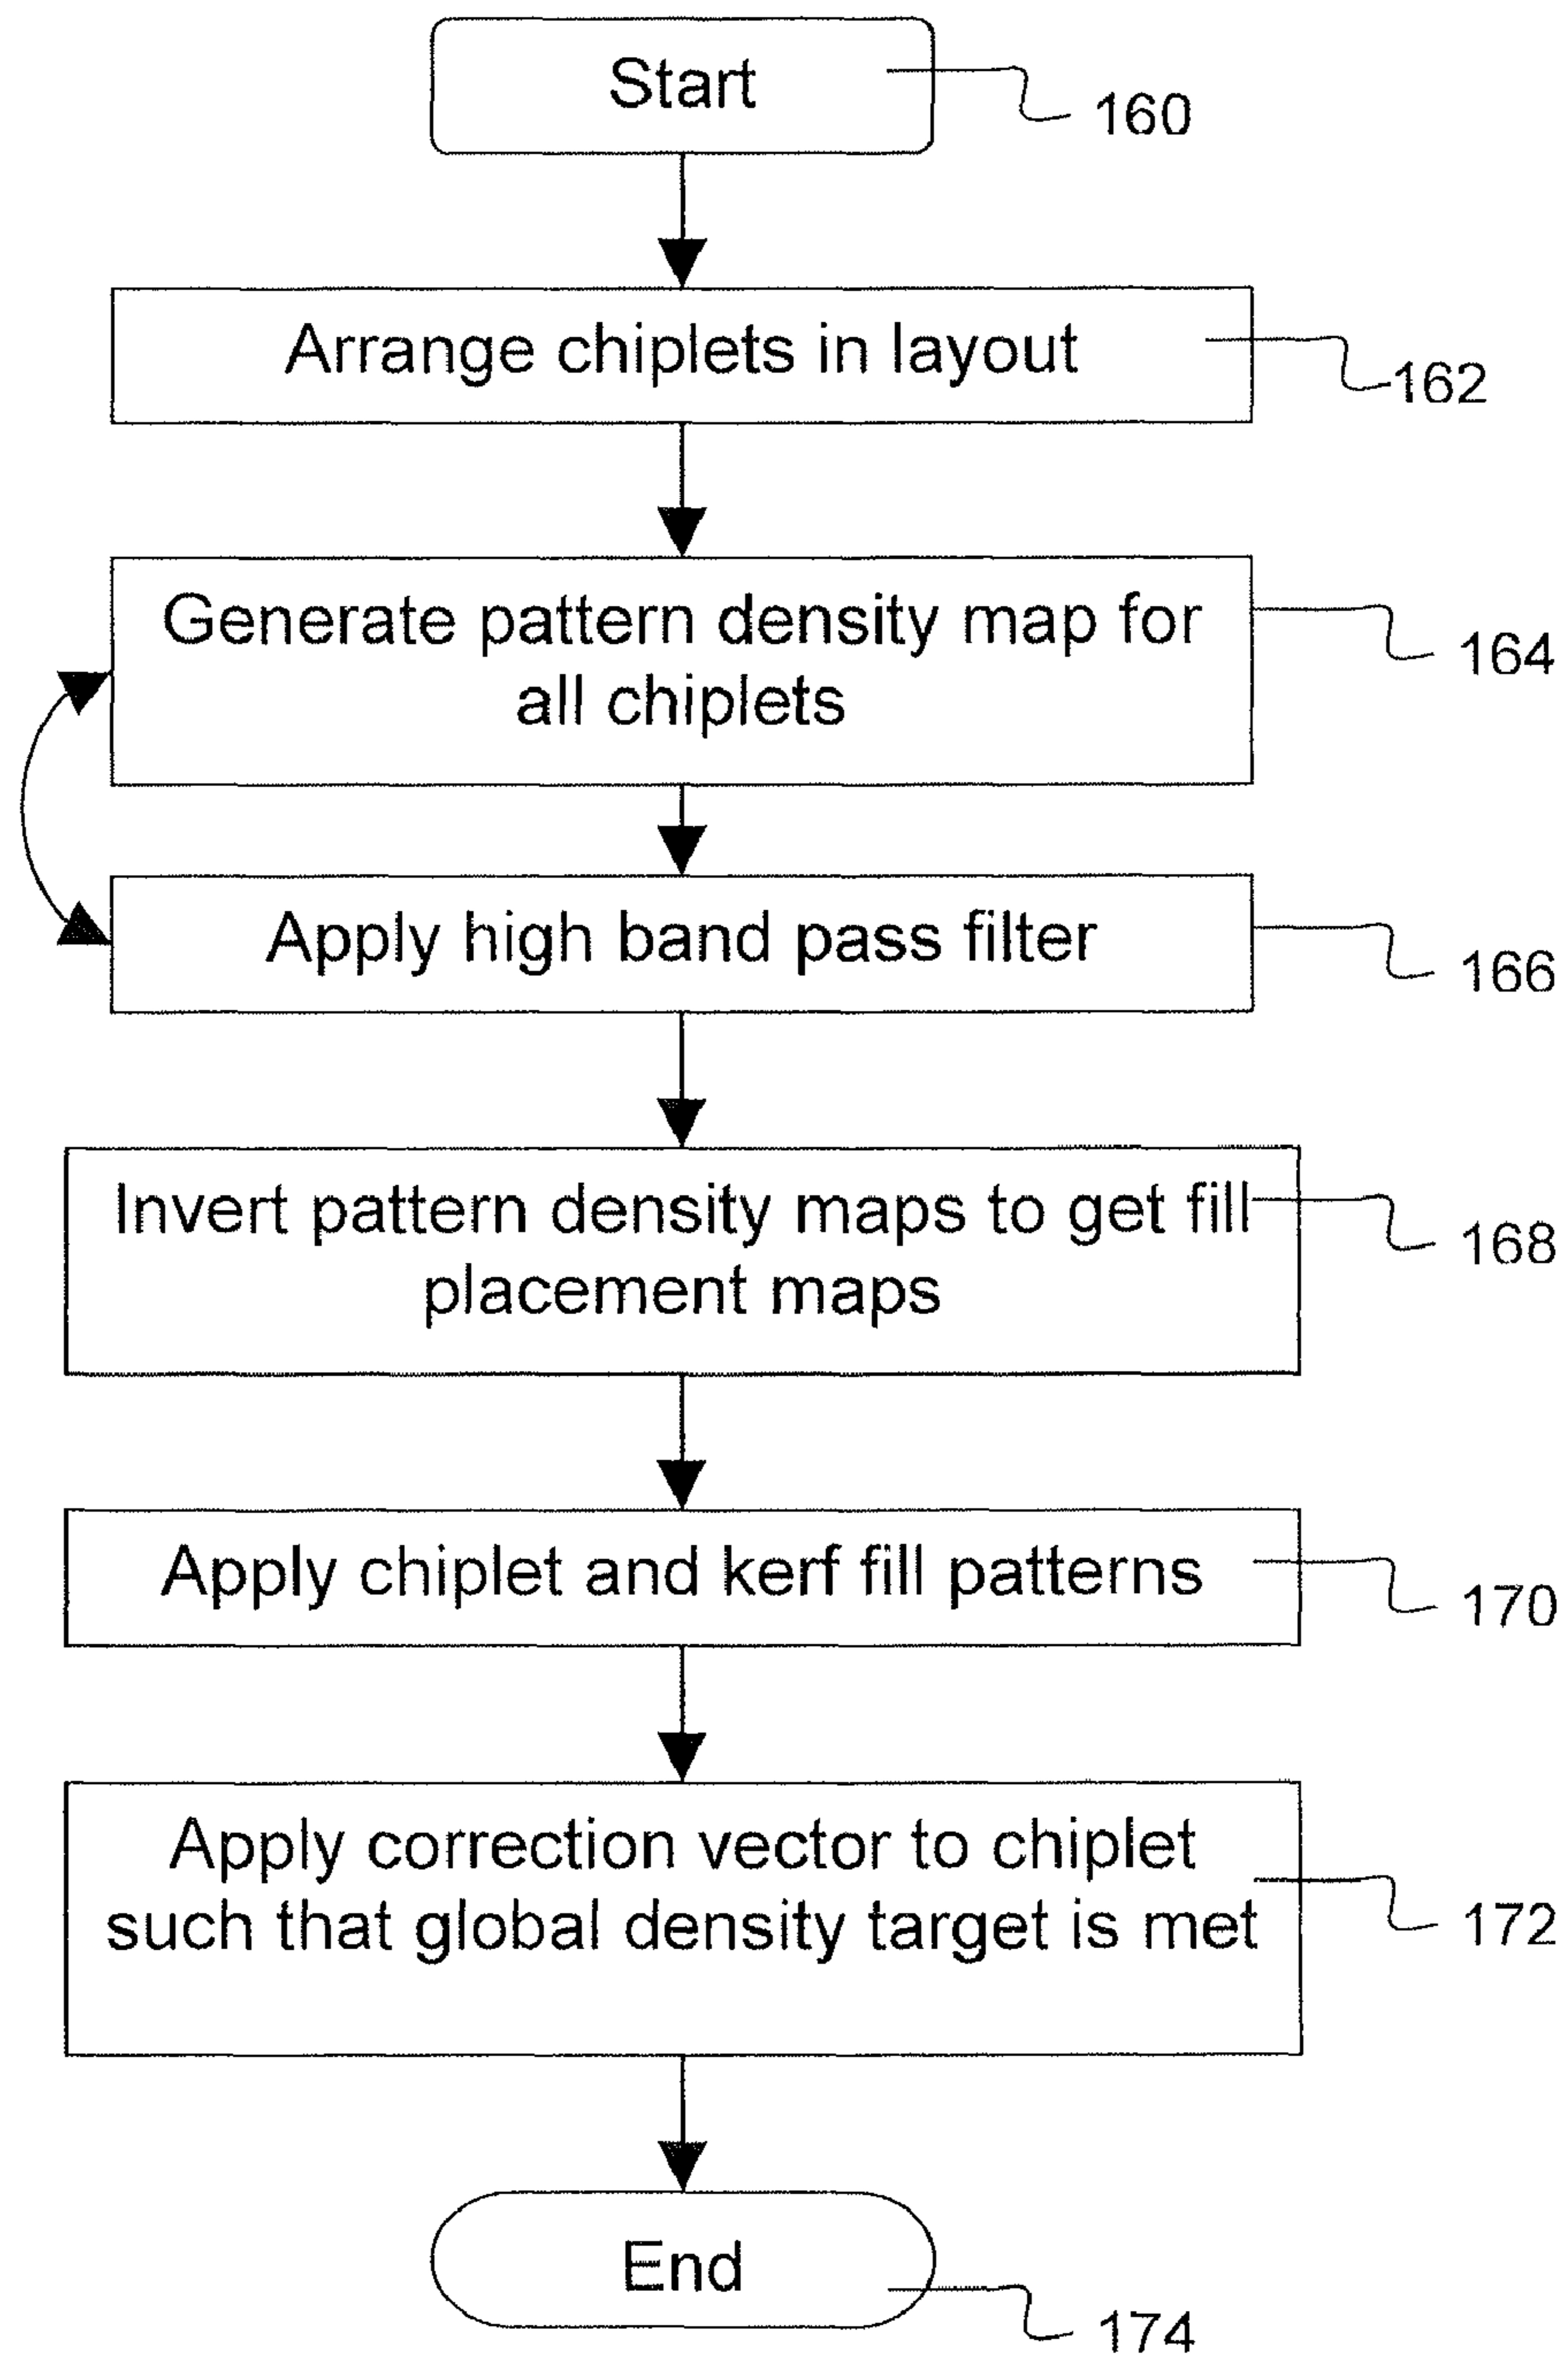 Start
160
Arrange chiplets in layout
162
Generate pattern density map for
all chiplets
164
Apply high band pass filter
166
Invert pattern density maps to get fill
placement maps
168
Apply chiplet and kerf fill patterns
170
Apply correction vector to chiplet
such that global density target is met
172
End
174